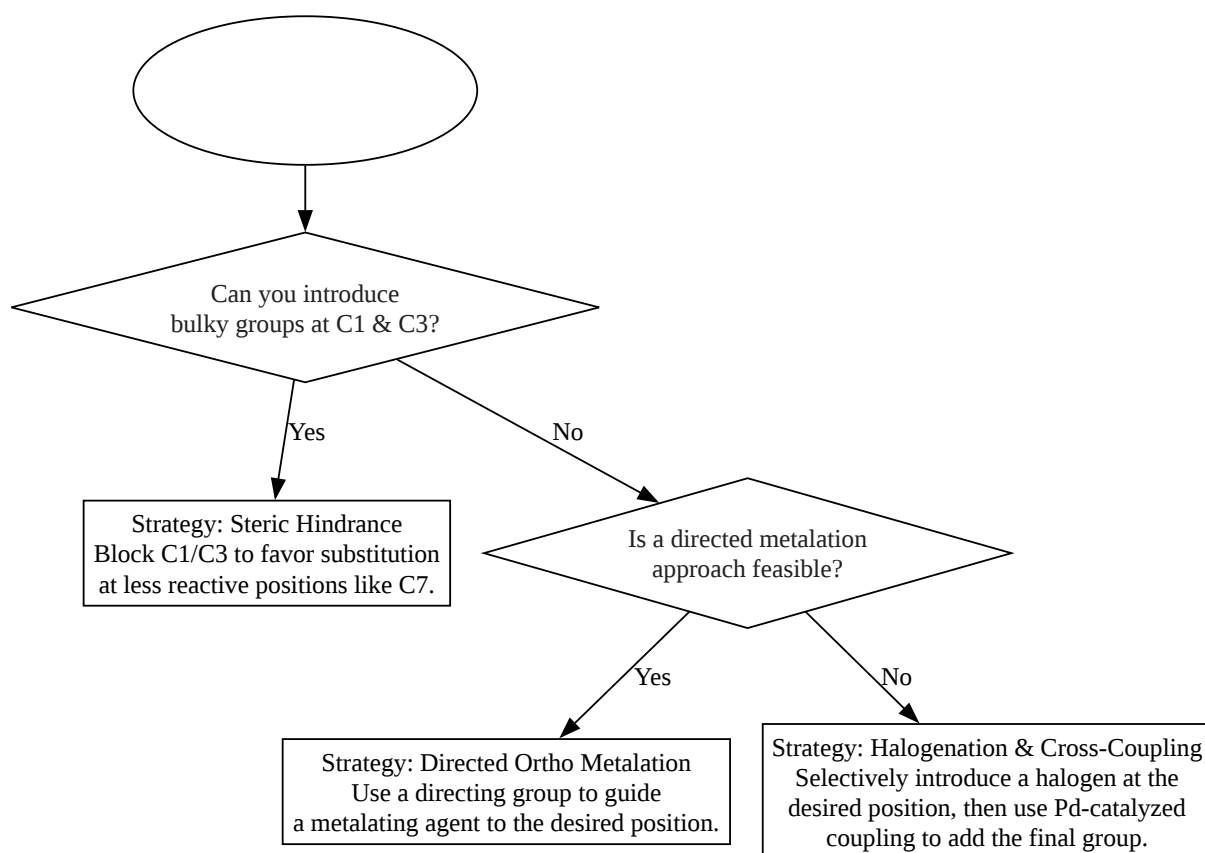 Can you introduce
bulky groups at C1 & C3?
Yes
No
Strategy: Steric Hindrance
Block C1/C3 to favor substitution
at less reactive positions like C7.
Is a directed metalation
approach feasible?
Yes
No
Strategy: Directed Ortho Metalation
Use a directing group to guide
a metalating agent to the desired position.
Strategy: Halogenation & Cross-Coupling
Selectively introduce a halogen at the
desired position, then use Pd-catalyzed
coupling to add the final group.